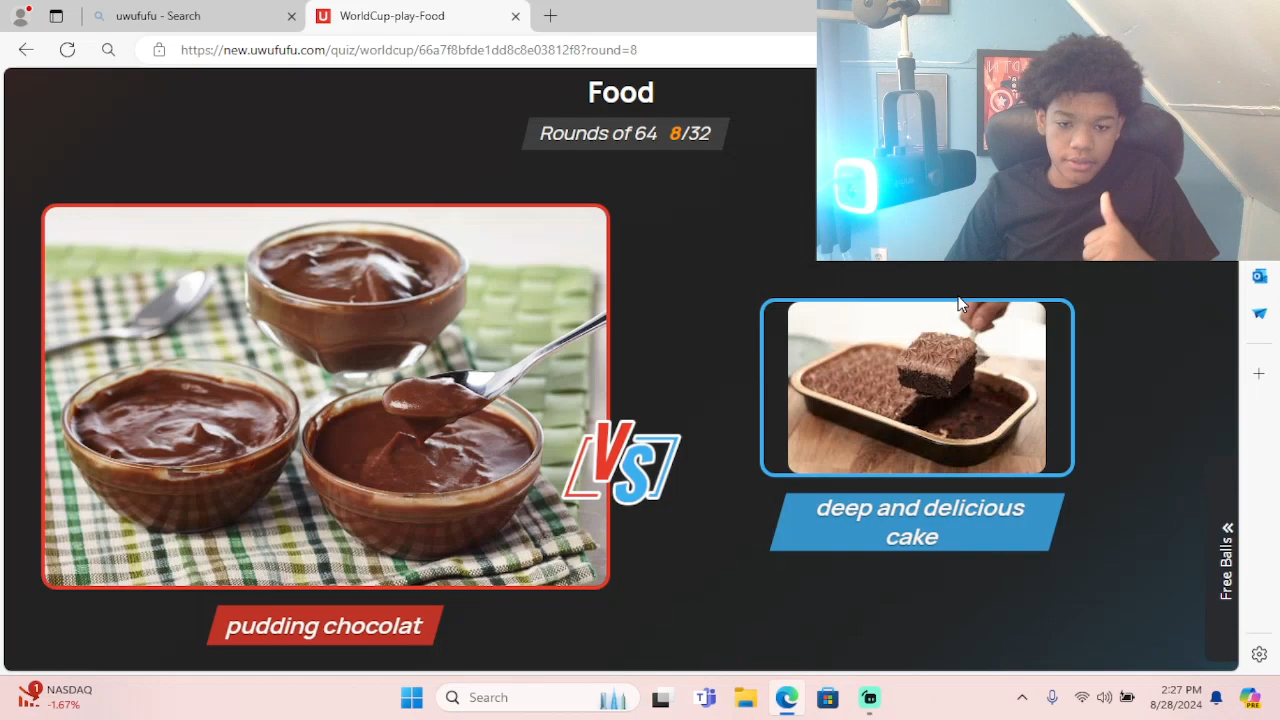 uwufufu - Search
WorldCup-play-Food
https://new.uwufufu.com/quiz/worldcup/66a7f8bfde1dd8c8e03812f8?round=8
Food
Rounds of 64 8/32
VS
deep and delicious
cake
pudding chocolat
Free Balls
1
NASDAQ
-1.67%
Search
2:27 PM
8/28/2024
PRE